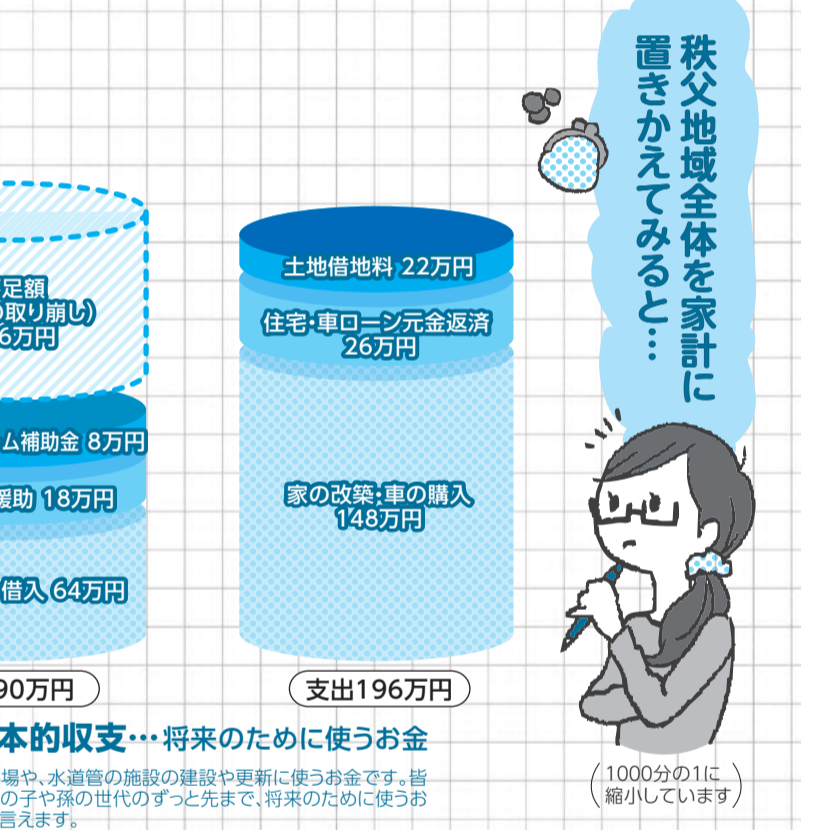 秩父地域全体を家計に
置きかえてみると…
足額
の取り崩し）
6万円
ム補助金 8万円
援助 18万円
借入 64万円
90万円
土地借地料 22万円
住宅・車ローン元金返済
26万円
家の改築・車の購入
148万円
支出196万円
本的収支…将来のために使うお金
場や、水道管の施設の建設や更新に使うお金です。皆
の子や孫の世代のずっと先まで、将来のために使うお
言えます。
（1000分の1に
縮小しています）